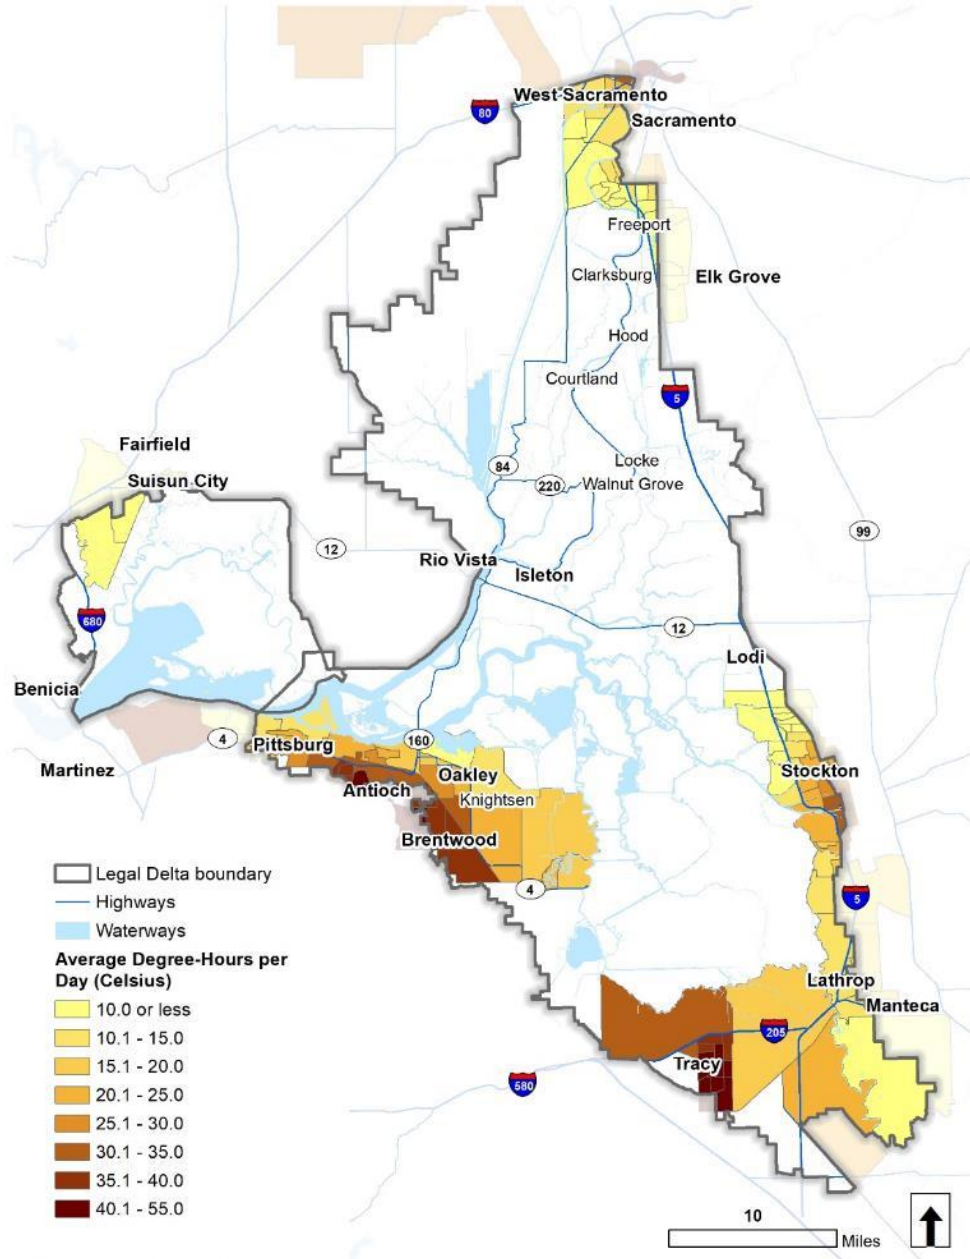 80
West Sacramento
Sacramento
Freeport
Clarksburg
Elk Grove
Hood
Courtland
5
Fairfield
Suisun City
84
Locke
220
Walnut Grove
99
12
Rio Vista
Isleton
680
12
Lodi
Benicia
4
Pittsburg
160
Martinez
Antioch
Oakley
Knightsen
Stockton
Brentwood
4
5
Lathrop
Manteca
205
Tracy
580
Legal Delta boundary
Highways
Waterways
Average Degree-Hours per
Day (Celsius)
10.0 or less
10.1 - 15.0
15.1 - 20.0
20.1 - 25.0
25.1 - 30.0
30.1 - 35.0
35.1 - 40.0
40.1 - 55.0
10
Miles